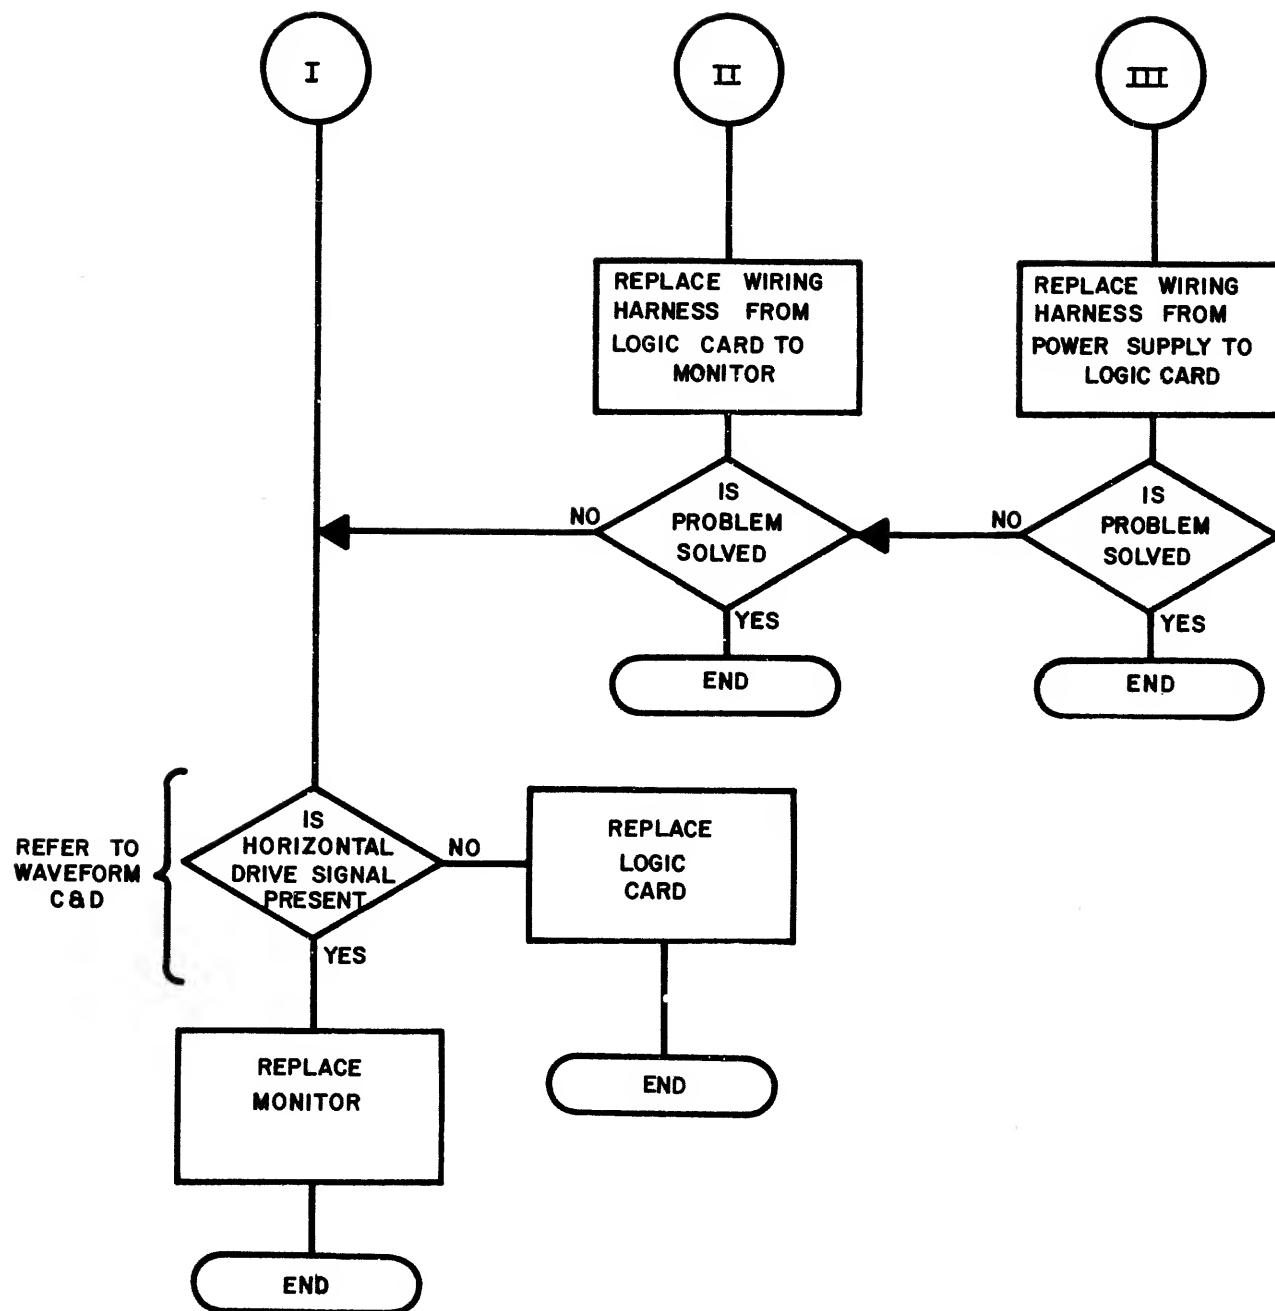 I
II
III
REPLACE WIRING
HARNESS FROM
LOGIC CARD TO
MONITOR
REPLACE WIRING
HARNESS FROM
POWER SUPPLY TO
LOGIC CARD
IS
PROBLEM
SOLVED
NO
YES
END
IS
PROBLEM
SOLVED
NO
YES
END
REFER TO
WAVEFORM
C&D
IS
HORIZONTAL
DRIVE SIGNAL
PRESENT
NO
YES
REPLACE
LOGIC
CARD
END
REPLACE
MONITOR
END